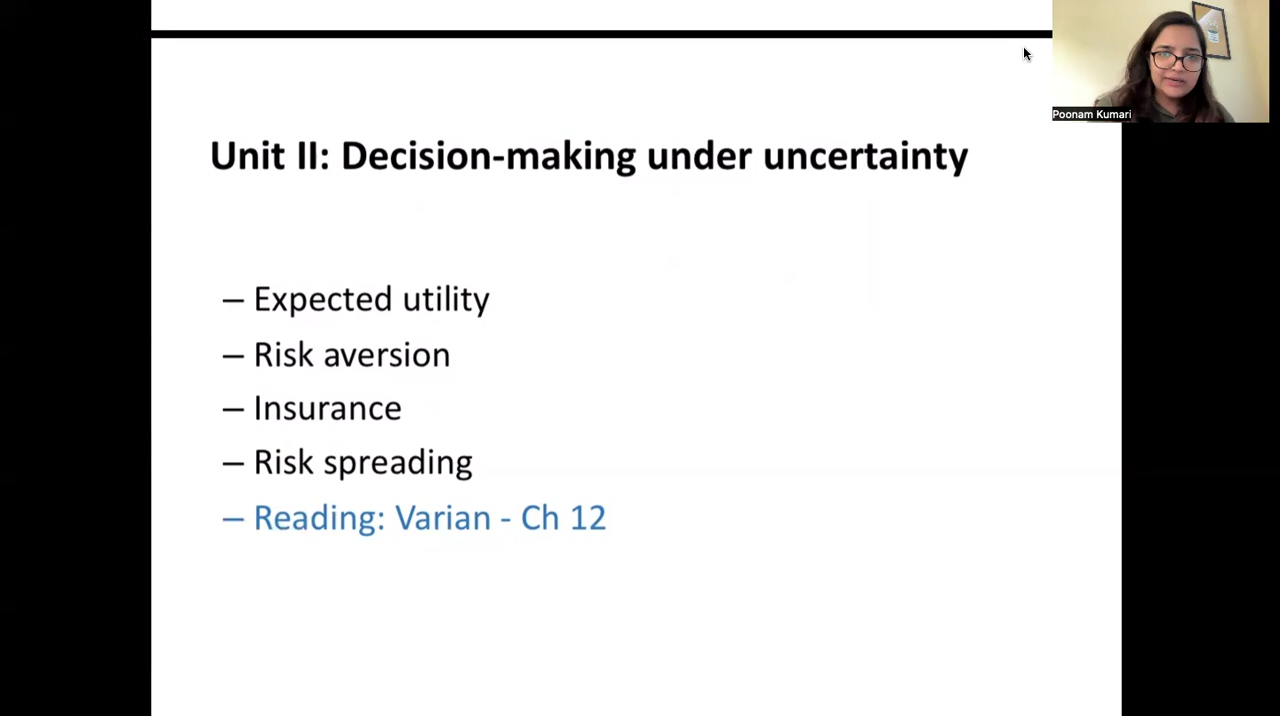 Poonam Kumari
Unit II: Decision-making under uncertainty
– Expected utility
– Risk aversion
– Insurance
– Risk spreading
– Reading: Varian - Ch 12